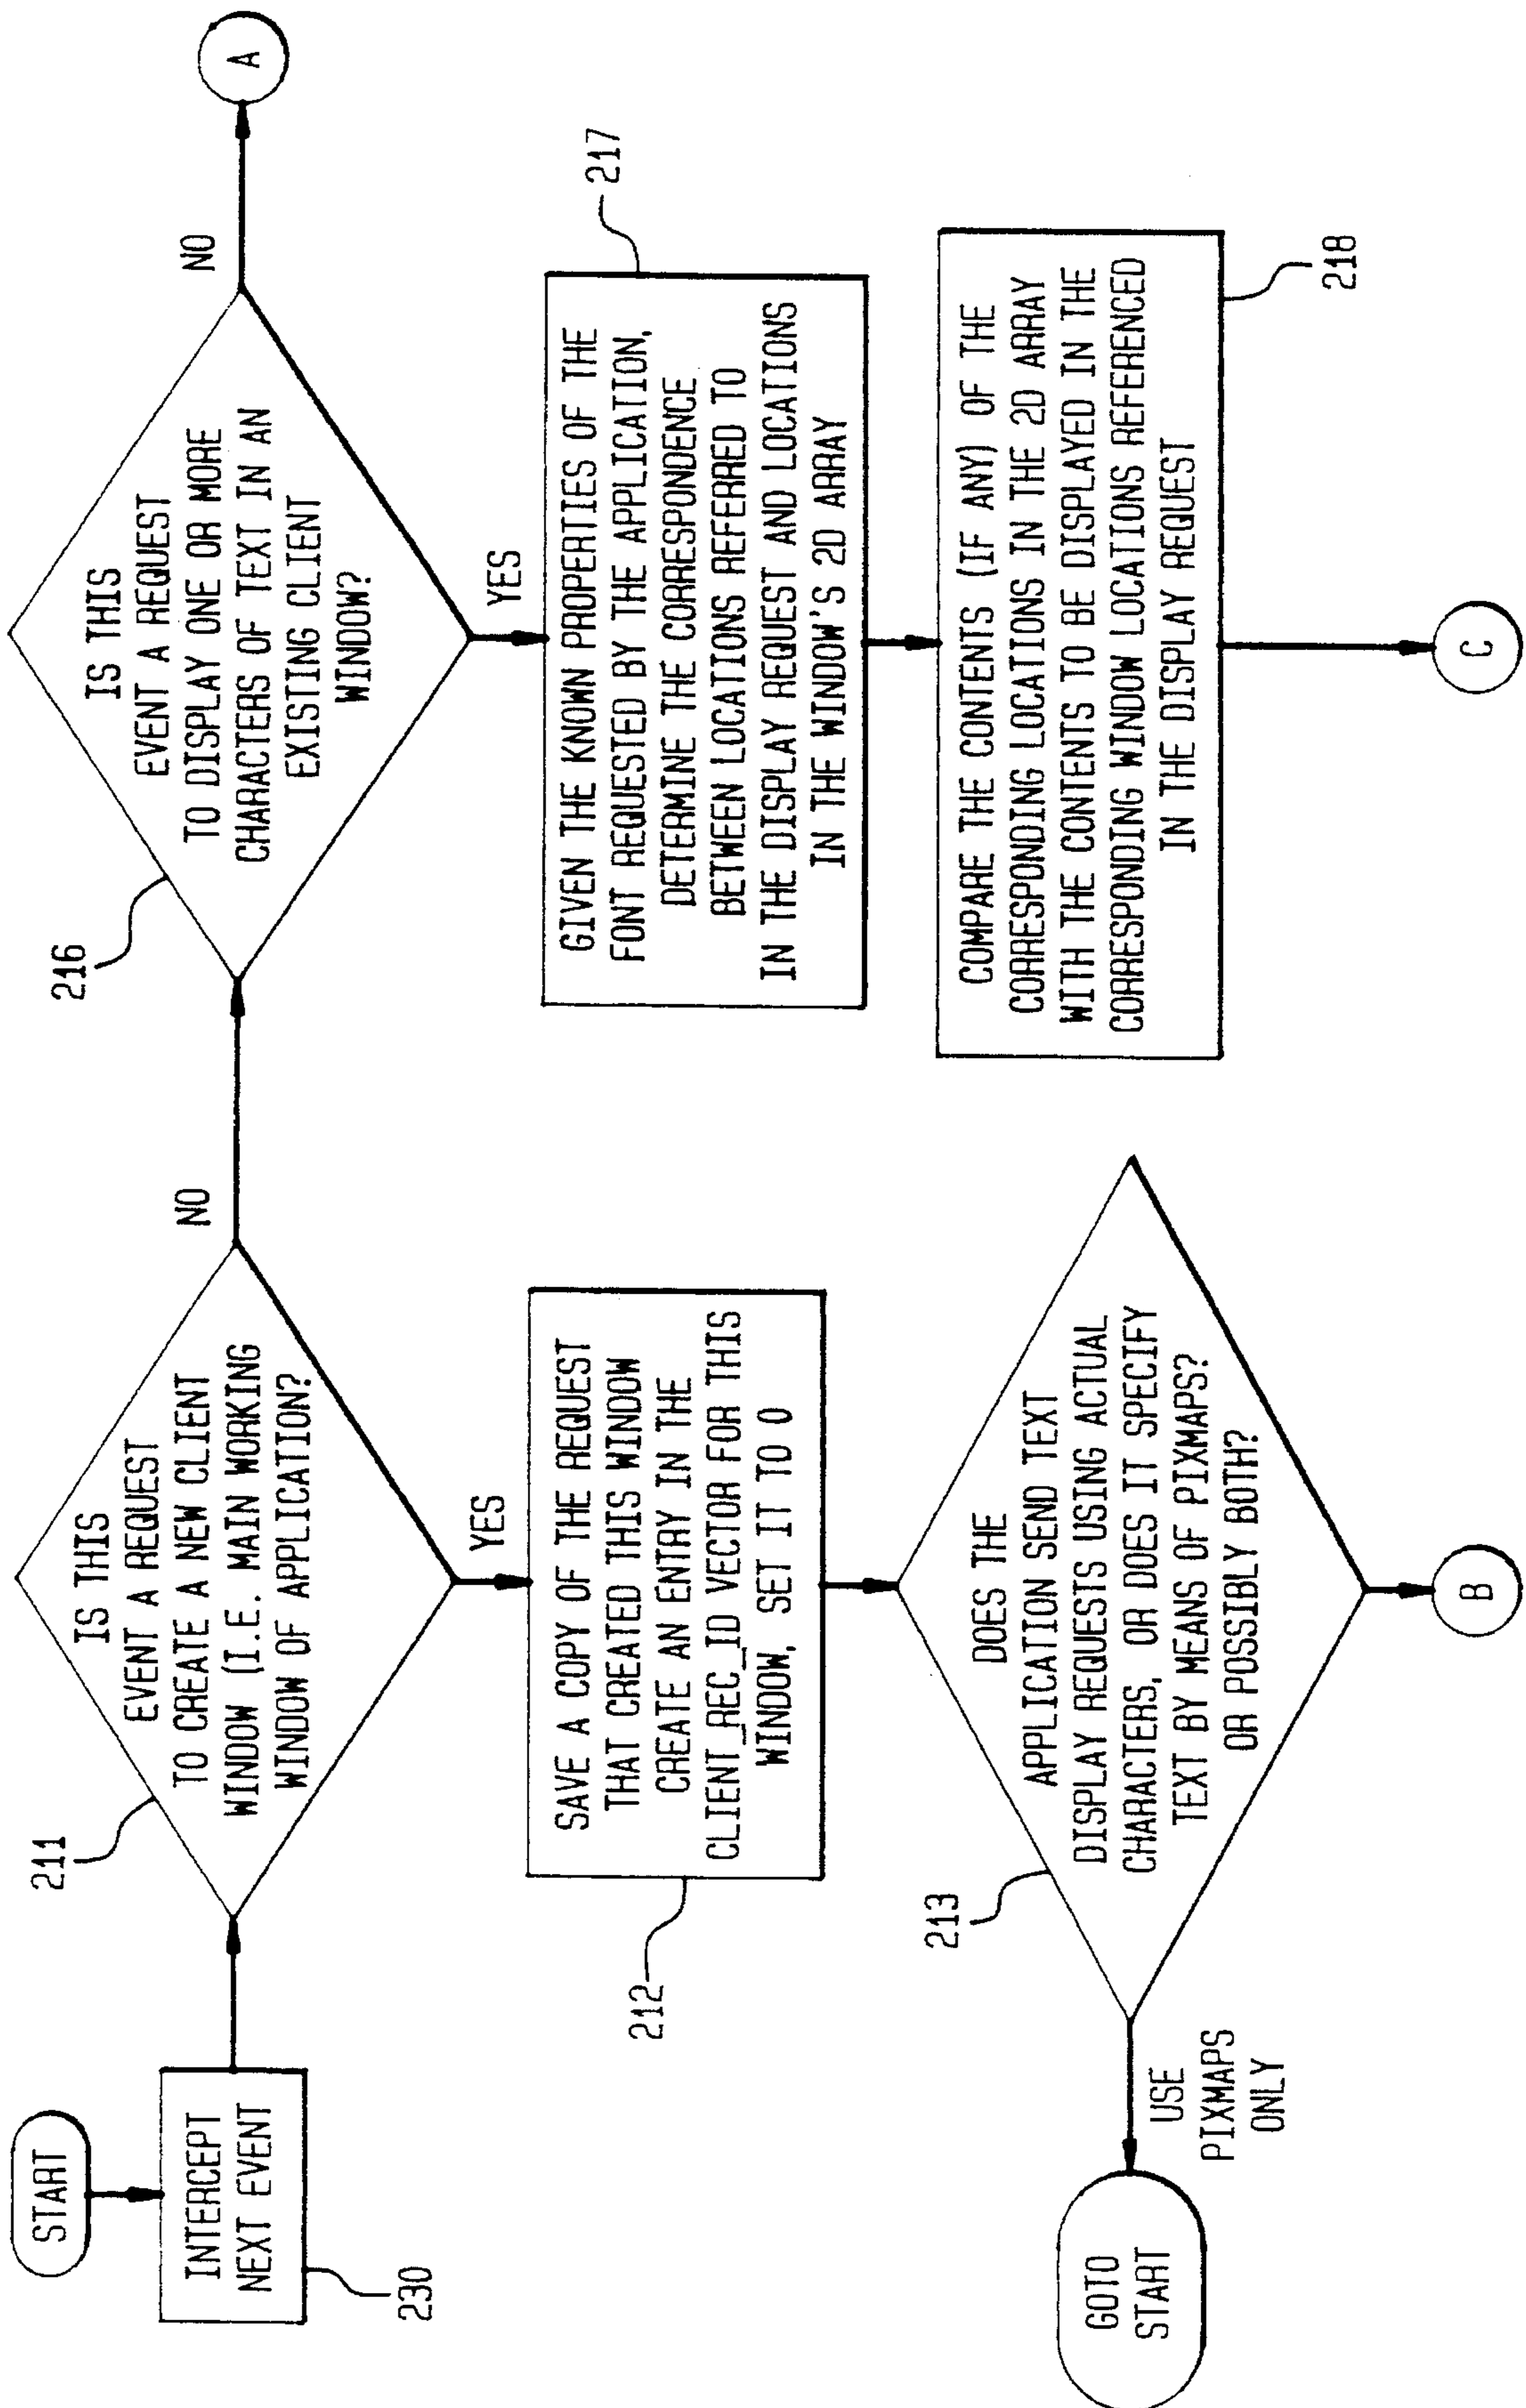 START
INTERCEPT
NEXT EVENT
230
211
IS THIS
EVENT A REQUEST
TO CREATE A NEW CLIENT
WINDOW (I.E. MAIN WORKING
WINDOW OF APPLICATION?
NO
YES
216
IS THIS
EVENT A REQUEST
TO DISPLAY ONE OR MORE
CHARACTERS OF TEXT IN AN
EXISTING CLIENT
WINDOW?
NO
A
YES
SAVE A COPY OF THE REQUEST
THAT CREATED THIS WINDOW
CREATE AN ENTRY IN THE
CLIENT_REC_ID VECTOR FOR THIS
WINDOW, SET IT TO 0
212
GIVEN THE KNOWN PROPERTIES OF THE
FONT REQUESTED BY THE APPLICATION,
DETERMINE THE CORRESPONDENCE
BETWEEN LOCATIONS REFERRED TO
IN THE DISPLAY REQUEST AND LOCATIONS
IN THE WINDOW'S 2D ARRAY
217
213
DOES THE
APPLICATION SEND TEXT
DISPLAY REQUESTS USING ACTUAL
CHARACTERS, OR DOES IT SPECIFY
TEXT BY MEANS OF PIXMAPS?
OR POSSIBLY BOTH?
USE
PIXMAPS
ONLY
GOTO
START
B
COMPARE THE CONTENTS (IF ANY) OF THE
CORRESPONDING LOCATIONS IN THE 2D ARRAY
WITH THE CONTENTS TO BE DISPLAYED IN THE
CORRESPONDING WINDOW LOCATIONS REFERENCED
IN THE DISPLAY REQUEST
218
C